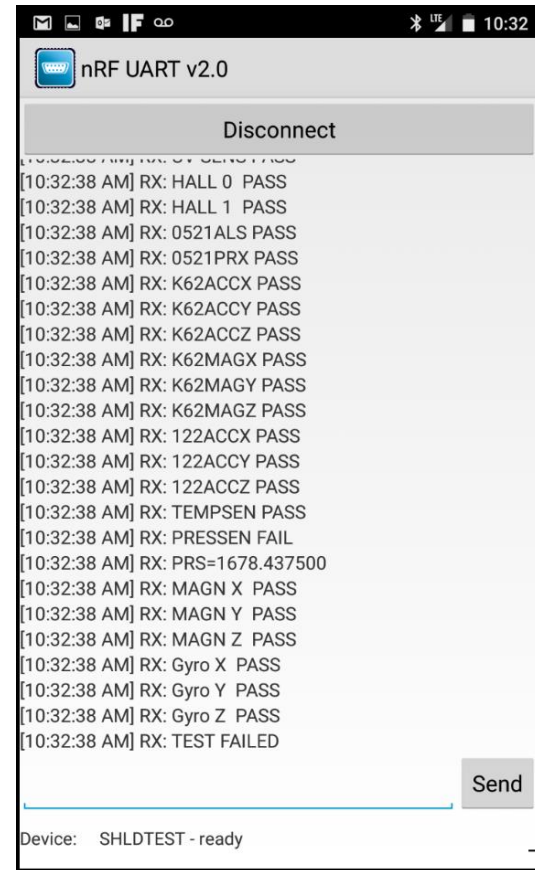 10:32
nRF UART v2.0
Disconnect
[10:32:38 AM] RX: UV SENS PASS
[10:32:38 AM] RX: HALL 0  PASS
[10:32:38 AM] RX: HALL 1  PASS
[10:32:38 AM] RX: 0521ALS PASS
[10:32:38 AM] RX: 0521PRX PASS
[10:32:38 AM] RX: K62ACCX PASS
[10:32:38 AM] RX: K62ACCY PASS
[10:32:38 AM] RX: K62ACCZ PASS
[10:32:38 AM] RX: K62MAGX PASS
[10:32:38 AM] RX: K62MAGY PASS
[10:32:38 AM] RX: K62MAGZ PASS
[10:32:38 AM] RX: 122ACCX PASS
[10:32:38 AM] RX: 122ACCY PASS
[10:32:38 AM] RX: 122ACCZ PASS
[10:32:38 AM] RX: TEMPSEN PASS
[10:32:38 AM] RX: PRESSEN FAIL
[10:32:38 AM] RX: PRS=1678.437500
[10:32:38 AM] RX: MAGN X  PASS
[10:32:38 AM] RX: MAGN Y  PASS
[10:32:38 AM] RX: MAGN Z  PASS
[10:32:38 AM] RX: Gyro X  PASS
[10:32:38 AM] RX: Gyro Y  PASS
[10:32:38 AM] RX: Gyro Z  PASS
[10:32:38 AM] RX: TEST FAILED
Send
Device: SHLDTEST - ready